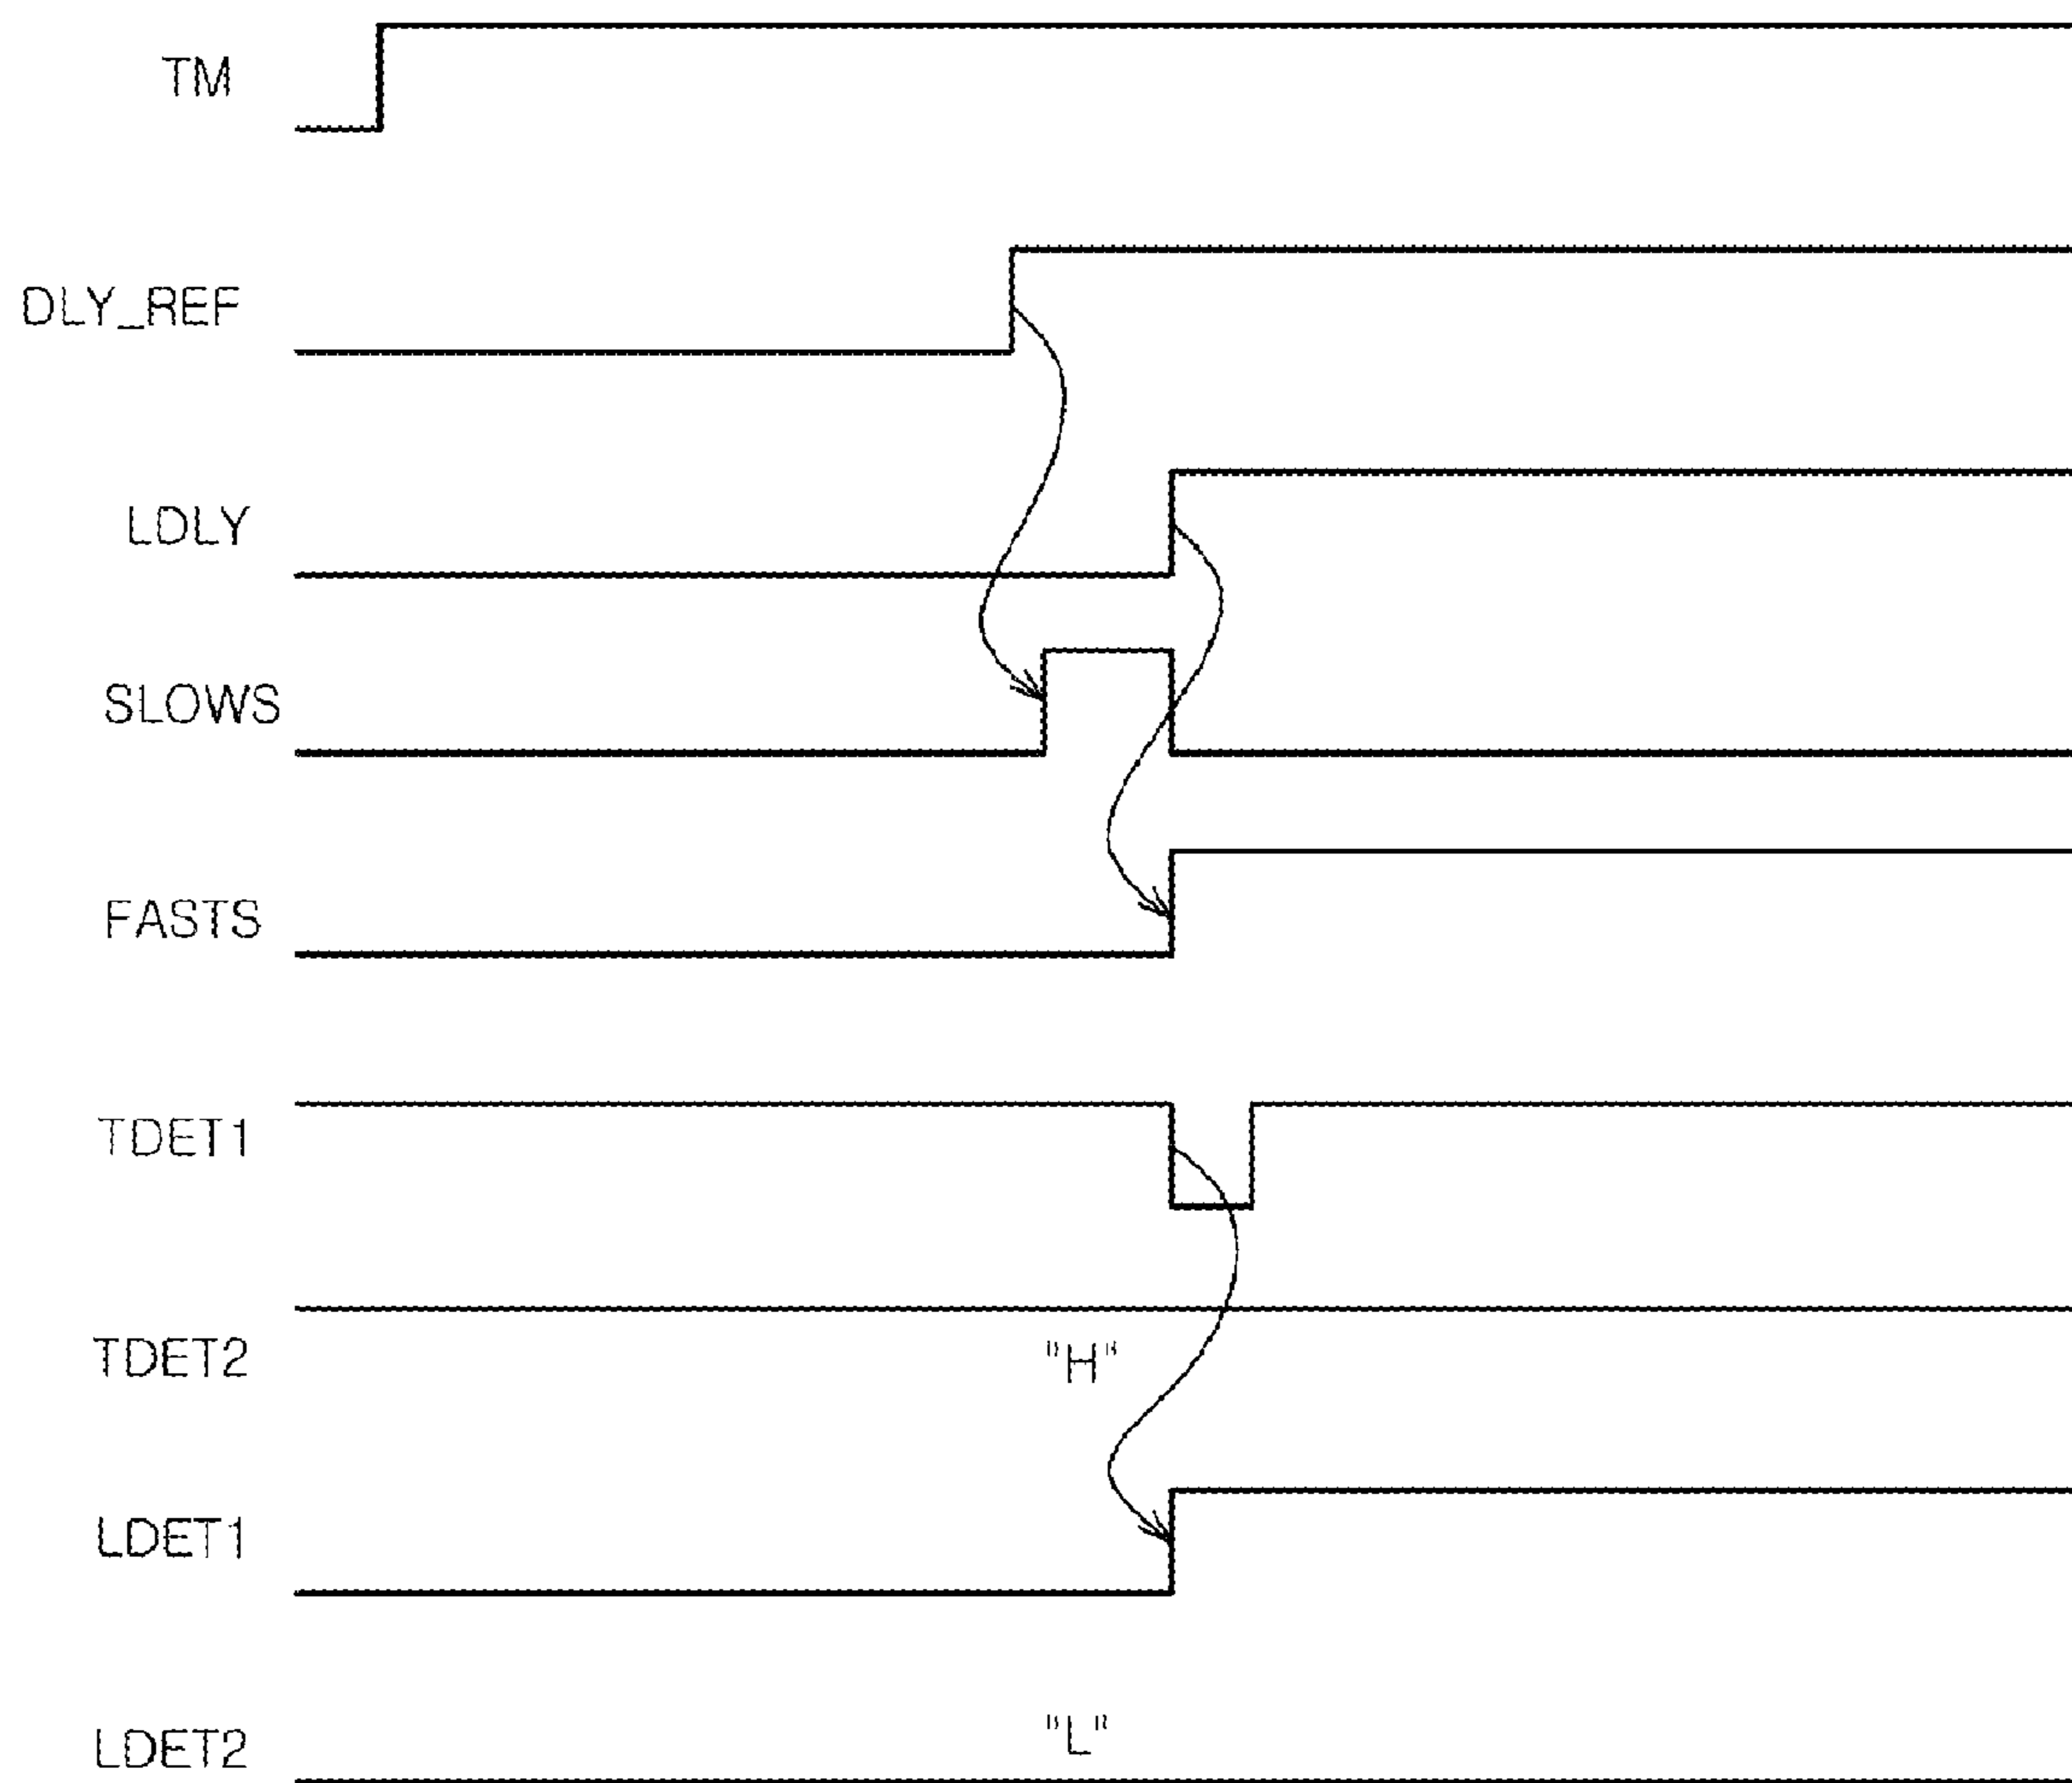 TM
DLY_REF
LDLY
SLOWS
FASTS
TDET1
TDET2
"H"
LDET1
LDET2
"L"